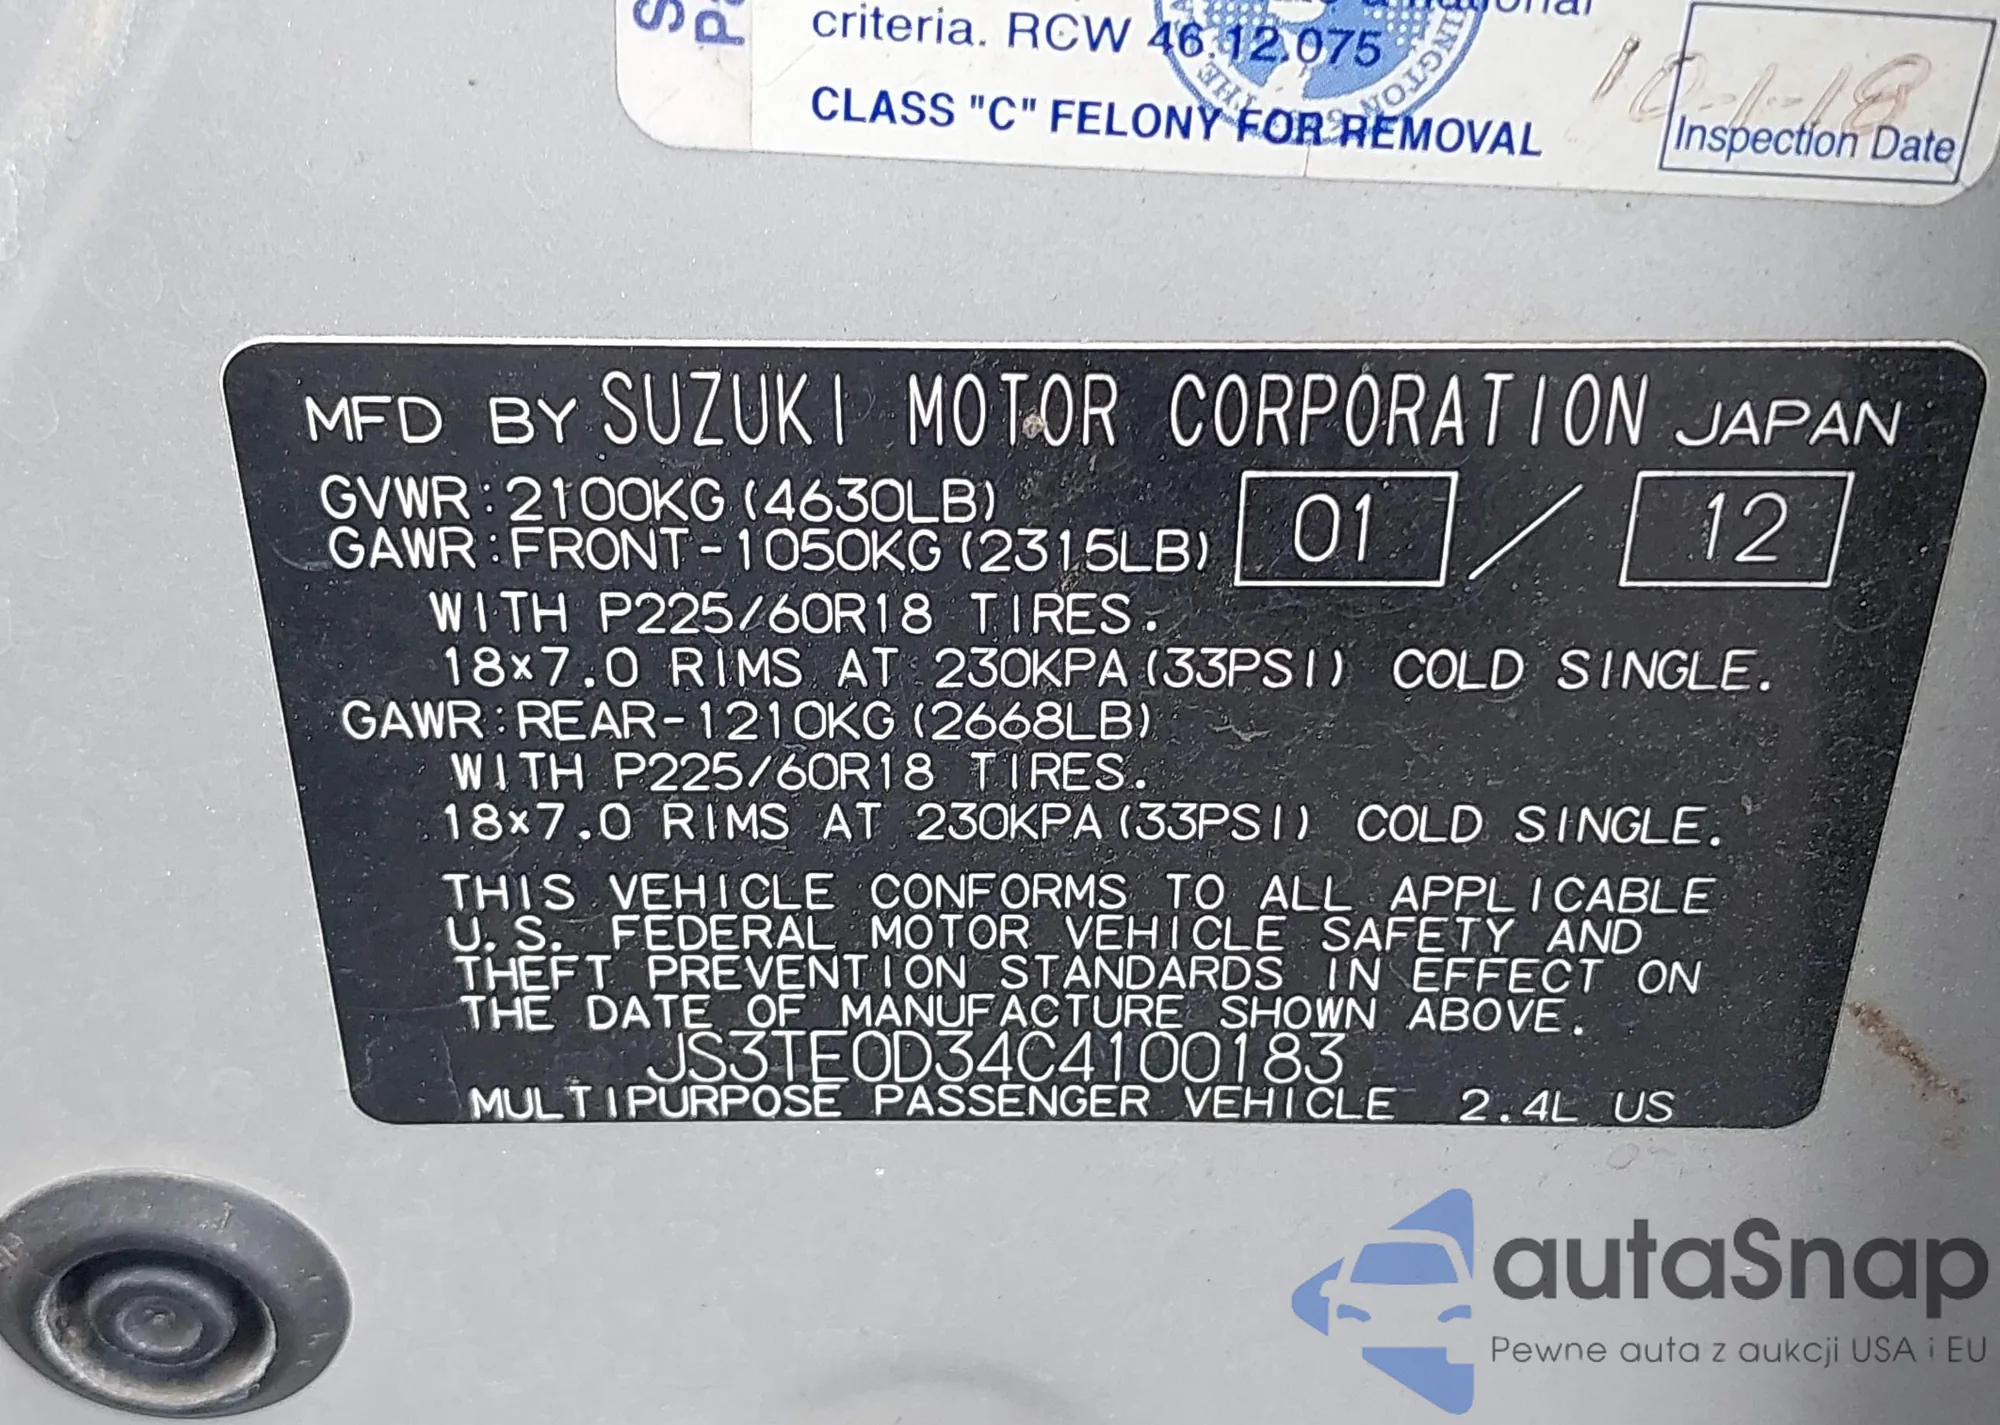 criteria. RCW 46.12.075
CLASS "C" FELONY FOR REMOVAL
10-1-18
Inspection Date
MFD BY SUZUKI MOTOR CORPORATION JAPAN
GVWR:2100KG(4630LB)
GAWR:FRONT-1050KG(2315LB) 01 / 12
WITH P225/60R18 TIRES.
18x7.0 RIMS AT 230KPA(33PSI) COLD SINGLE.
GAWR:REAR-1210KG(2668LB)
WITH P225/60R18 TIRES.
18x7.0 RIMS AT 230KPA(33PSI) COLD SINGLE.
THIS VEHICLE CONFORMS TO ALL APPLICABLE
U.S. FEDERAL MOTOR VEHICLE SAFETY AND
THEFT PREVENTION STANDARDS IN EFFECT ON
THE DATE OF MANUFACTURE SHOWN ABOVE.
JS3TE0D34C4100183
MULTIPURPOSE PASSENGER VEHICLE 2.4L US
autaSnap
Pewne auta z aukcji USA i EU